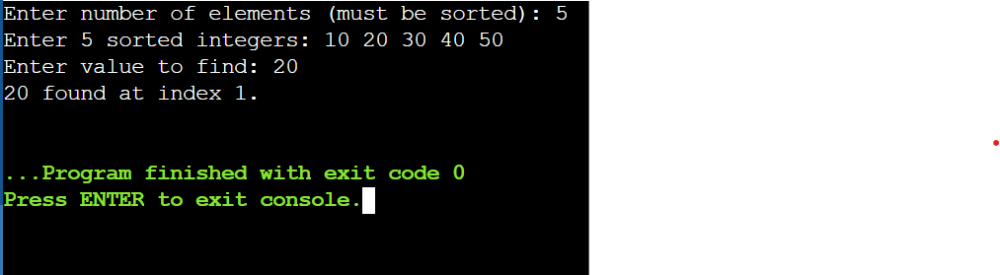 Enter number of elements (must be sorted): 5
Enter 5 sorted integers: 10 20 30 40 50
Enter value to find: 20
20 found at index 1.
...Program finished with exit code 0
Press ENTER to exit console.